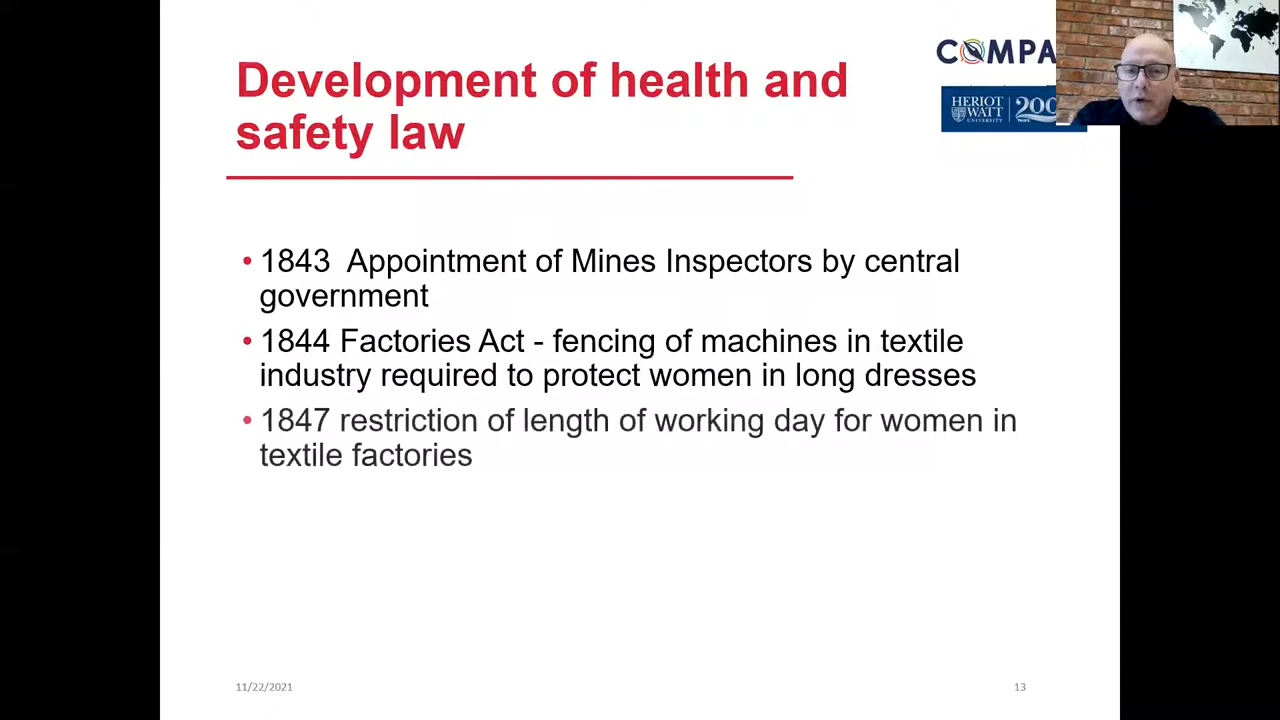 Development of health and
safety law
COMPA
HERIOT
WATT
UNIVERSITY
200
YEARS
• 1843  Appointment of Mines Inspectors by central
government
• 1844 Factories Act - fencing of machines in textile
industry required to protect women in long dresses
• 1847 restriction of length of working day for women in
textile factories
11/22/2021
13